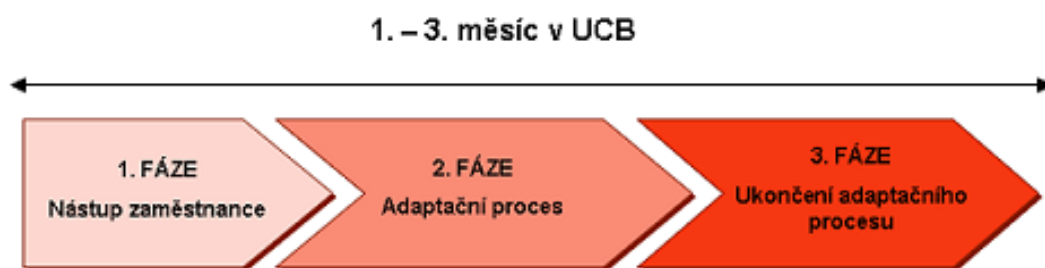 1. – 3. měsíc v UCB
1. FÁZE
Nástup zaměstnance
2. FÁZE
Adaptační proces
3. FÁZE
Ukončení adaptačního
procesu